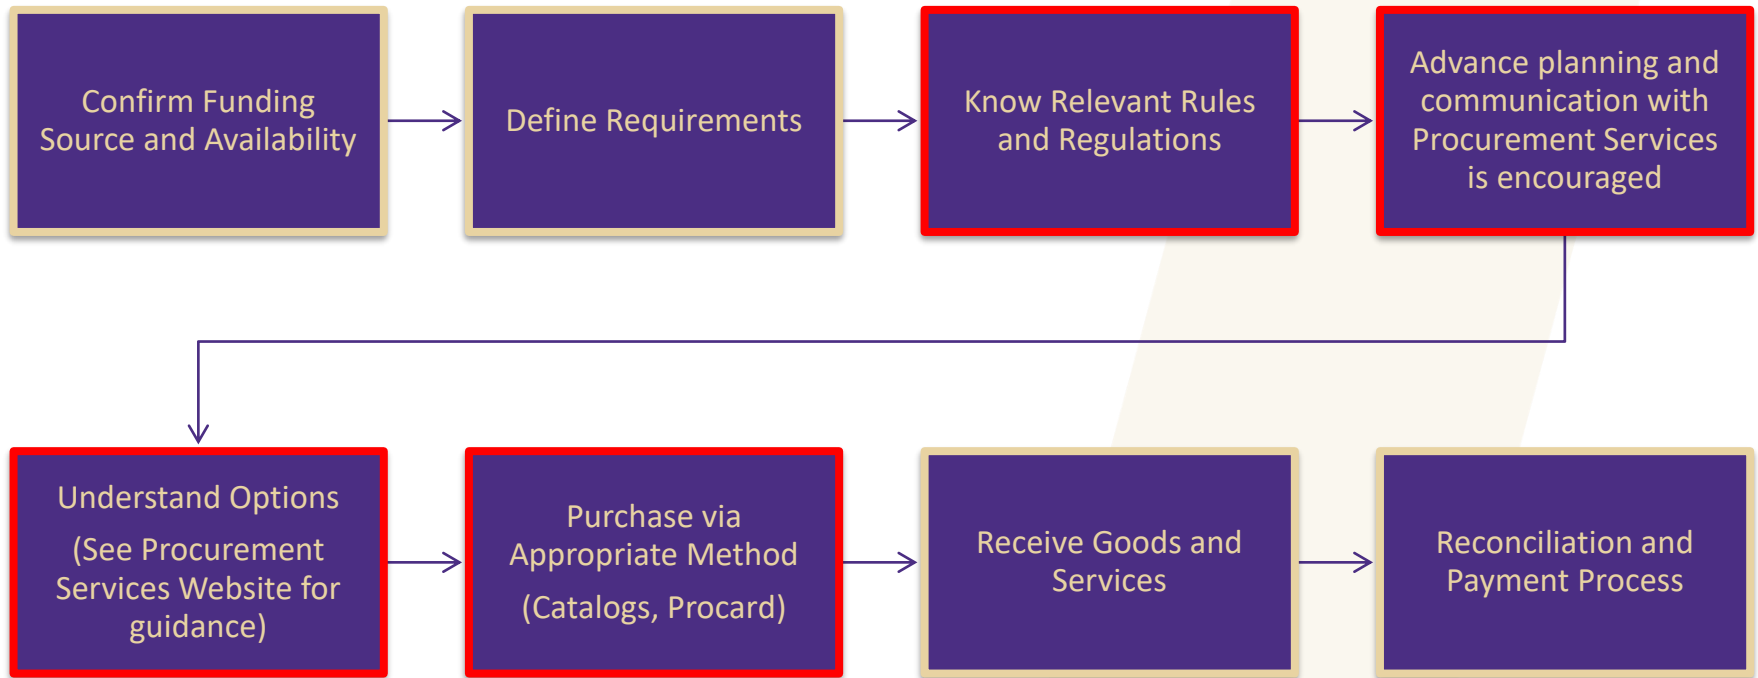 Confirm Funding
Source and Availability
Define Requirements
Know Relevant Rules
and Regulations
Advance planning and
communication with
Procurement Services
is encouraged
Understand Options
(See Procurement
Services Website for
guidance)
Purchase via
Appropriate Method
(Catalogs, Procard)
Receive Goods and
Services
Reconciliation and
Payment Process